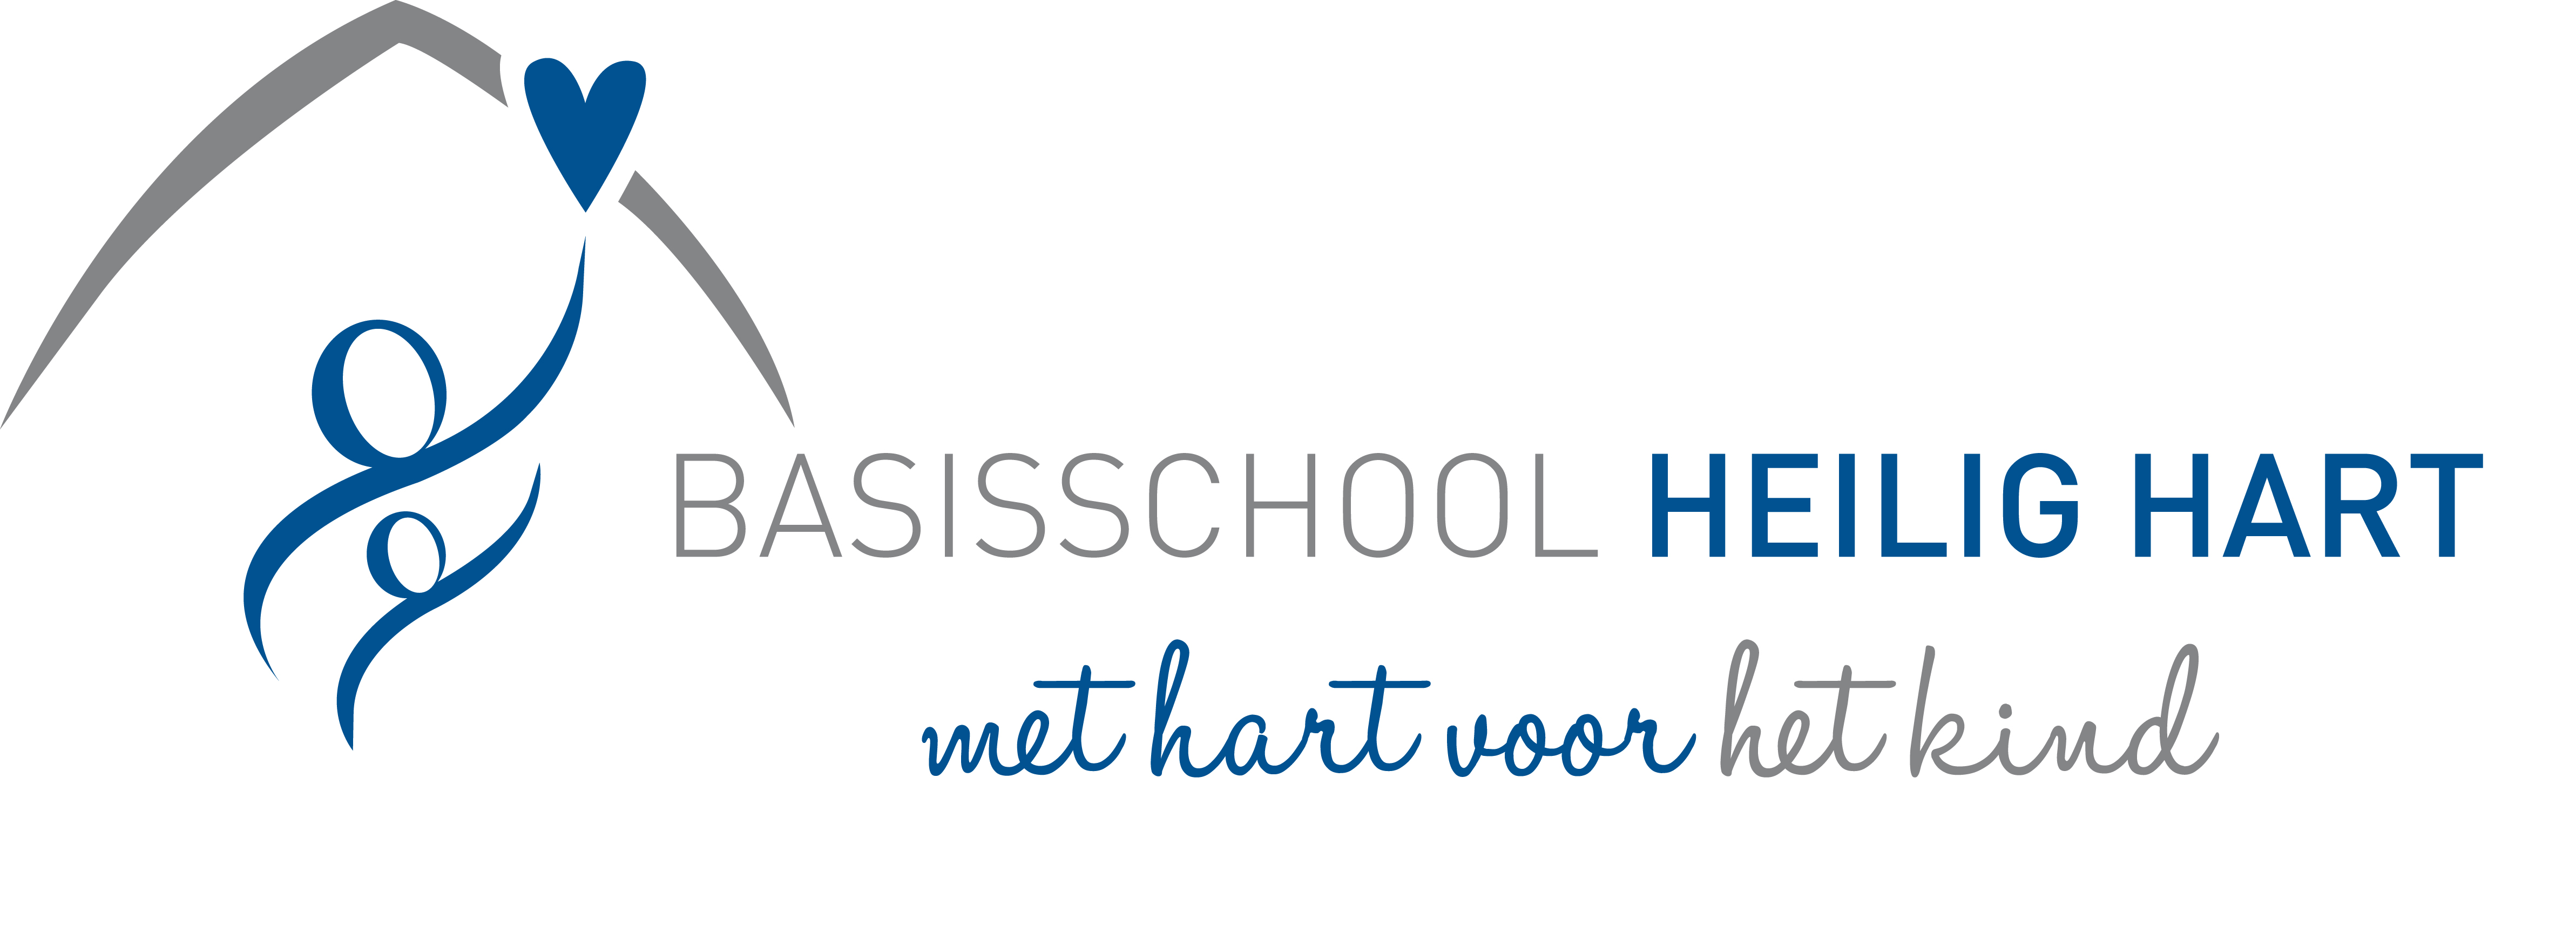 BASISSCHOOL HEILIG HART
met hart voor het kind